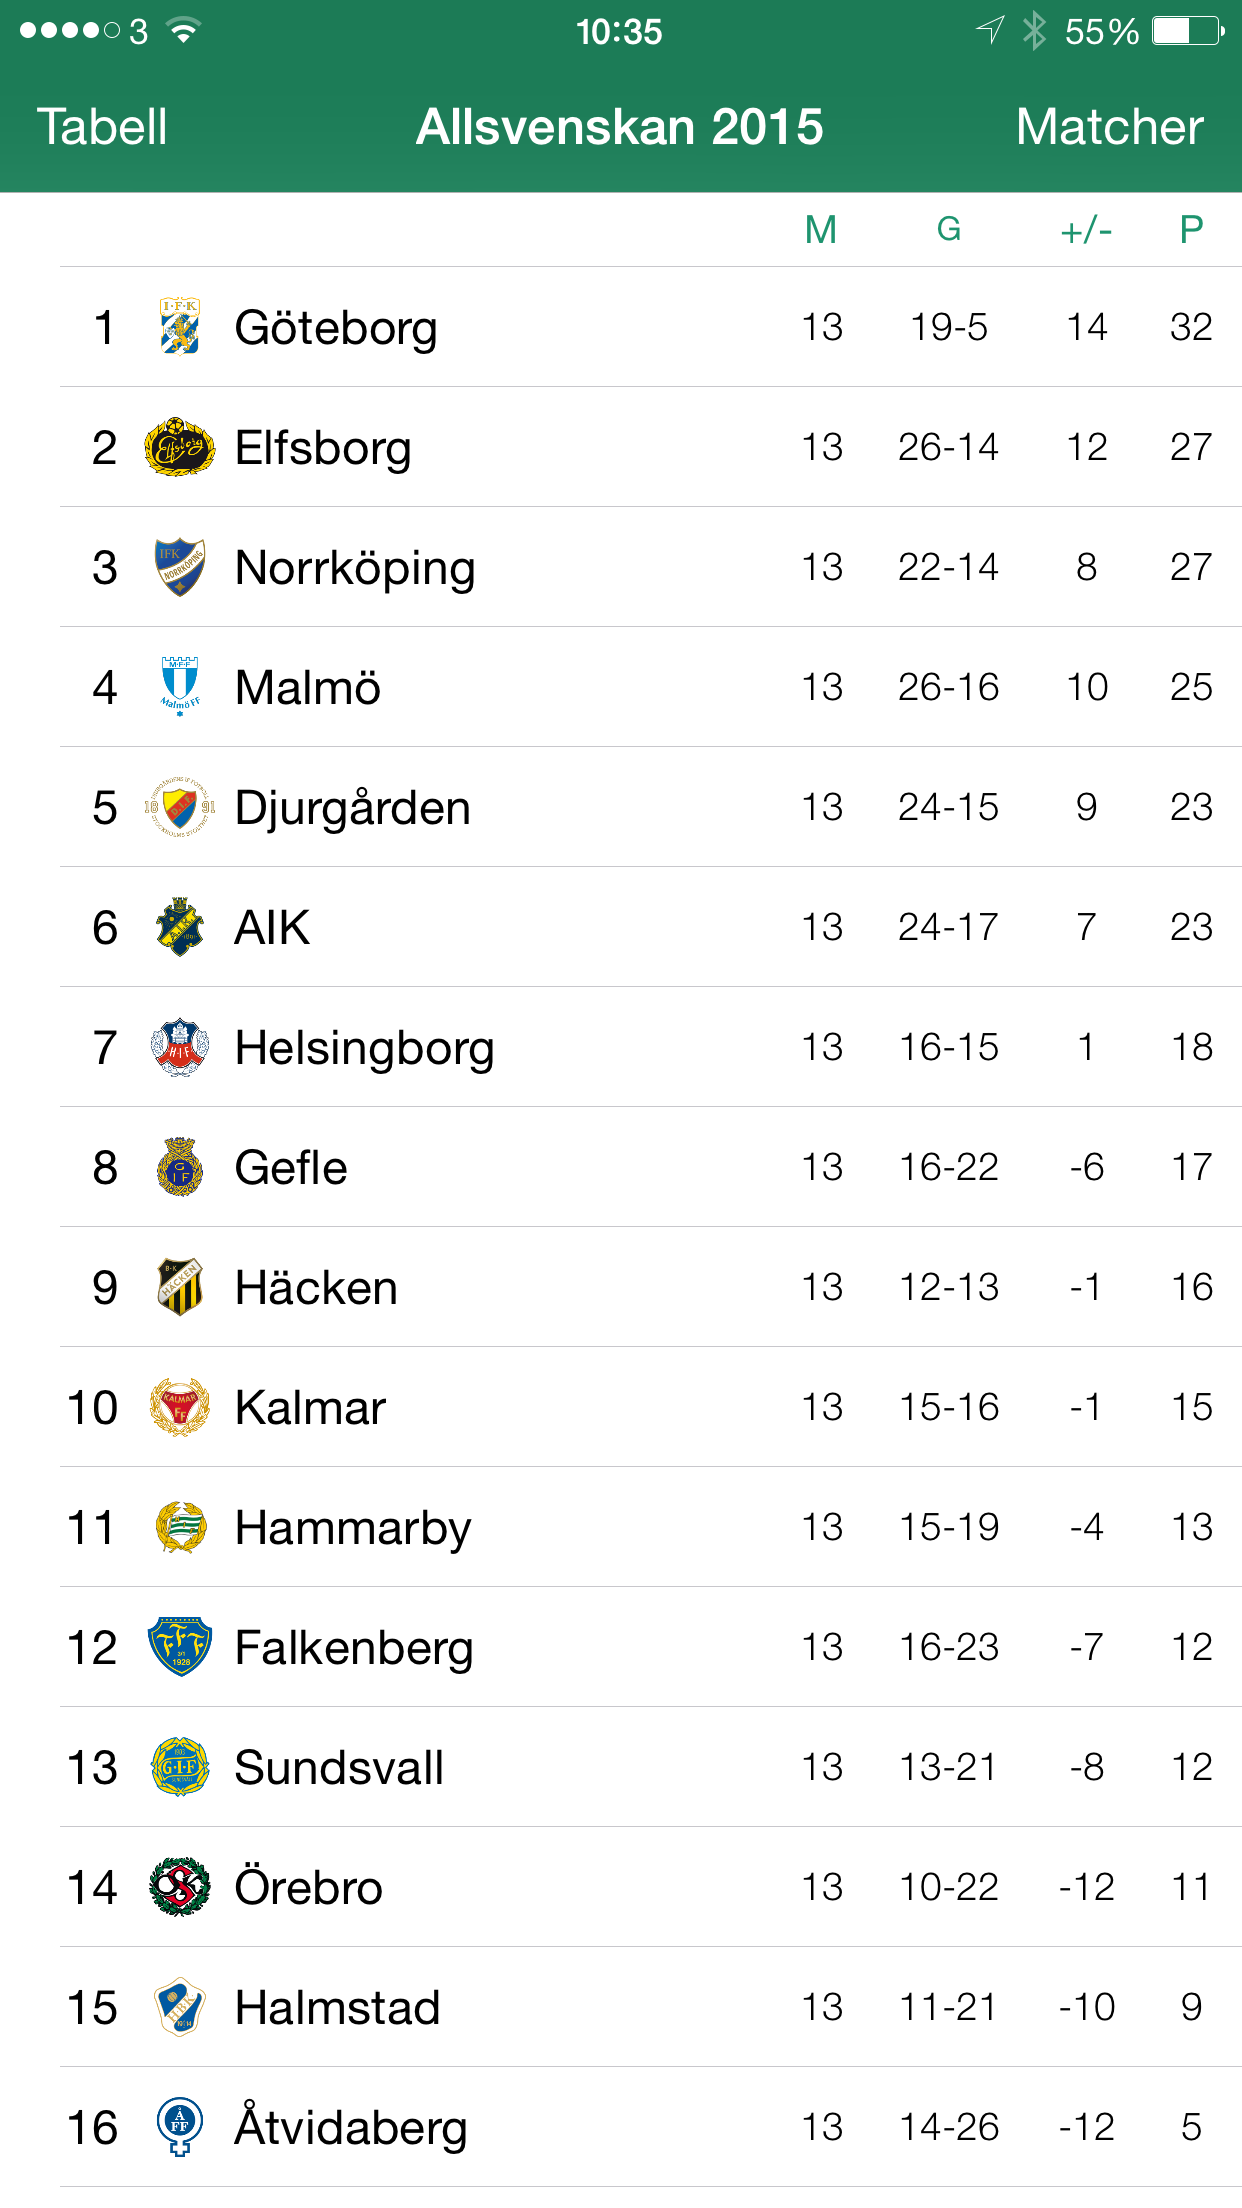 3 10:35 55%
Tabell Allsvenskan 2015 Matcher
M G +/- P
1 Göteborg 13 19-5 14 32
2 Elfsborg 13 26-14 12 27
3 Norrköping 13 22-14 8 27
4 Malmö 13 26-16 10 25
5 Djurgården 13 24-15 9 23
6 AIK 13 24-17 7 23
7 Helsingborg 13 16-15 1 18
8 Gefle 13 16-22 -6 17
9 Häcken 13 12-13 -1 16
10 Kalmar 13 15-16 -1 15
11 Hammarby 13 15-19 -4 13
12 Falkenberg 13 16-23 -7 12
13 Sundsvall 13 13-21 -8 12
14 Örebro 13 10-22 -12 11
15 Halmstad 13 11-21 -10 9
16 Åtvidaberg 13 14-26 -12 5